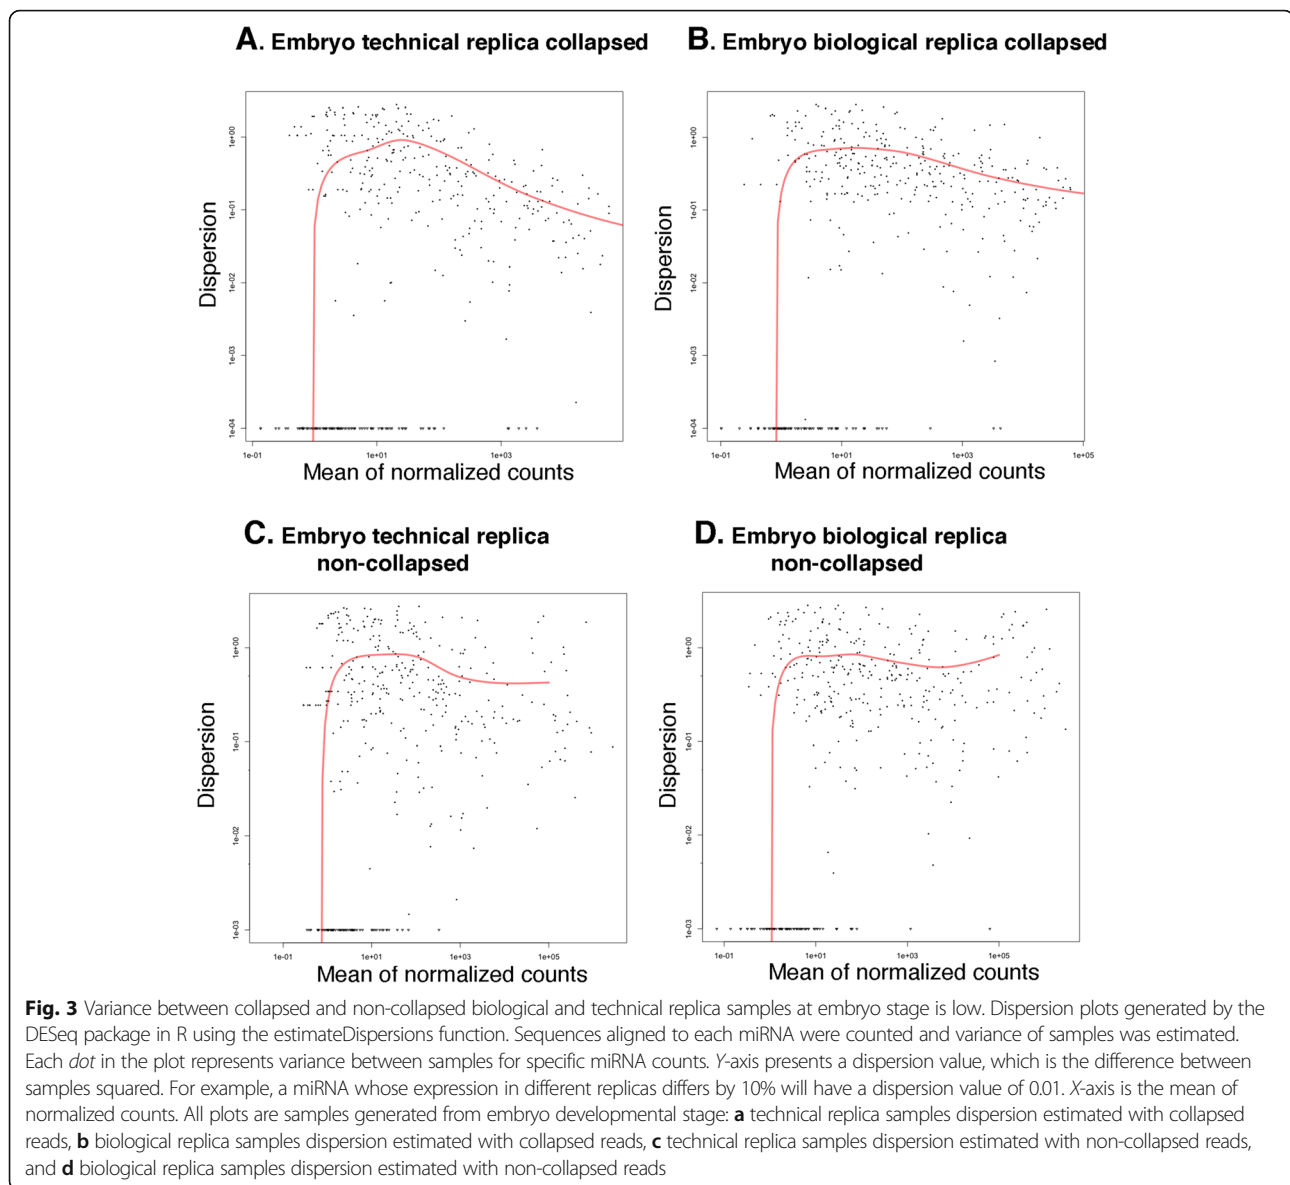 A. Embryo technical replica collapsed
B. Embryo biological replica collapsed
1e+00
1e-01
1e-02
1e-03
1e-04
Dispersion
1e-01
1e+01
1e+03
Mean of normalized counts
1e+00
1e-01
1e-02
1e-03
1e-04
Dispersion
1e-01
1e+01
1e+03
1e+05
Mean of normalized counts
C. Embryo technical replica
non-collapsed
D. Embryo biological replica
non-collapsed
1e+00
1e-01
1e-02
1e-03
Dispersion
1e-01
1e+01
1e+03
1e+05
Mean of normalized counts
1e+00
1e-01
1e-02
1e-03
Dispersion
1e-01
1e+01
1e+03
1e+05
Mean of normalized counts
Fig. 3 Variance between collapsed and non-collapsed biological and technical replica samples at embryo stage is low. Dispersion plots generated by the
DESeq package in R using the estimateDispersions function. Sequences aligned to each miRNA were counted and variance of samples was estimated.
Each dot in the plot represents variance between samples for specific miRNA counts. Y-axis presents a dispersion value, which is the difference between
samples squared. For example, a miRNA whose expression in different replicas differs by 10% will have a dispersion value of 0.01. X-axis is the mean of
normalized counts. All plots are samples generated from embryo developmental stage: a technical replica samples dispersion estimated with collapsed
reads, b biological replica samples dispersion estimated with collapsed reads, c technical replica samples dispersion estimated with non-collapsed reads,
and d biological replica samples dispersion estimated with non-collapsed reads